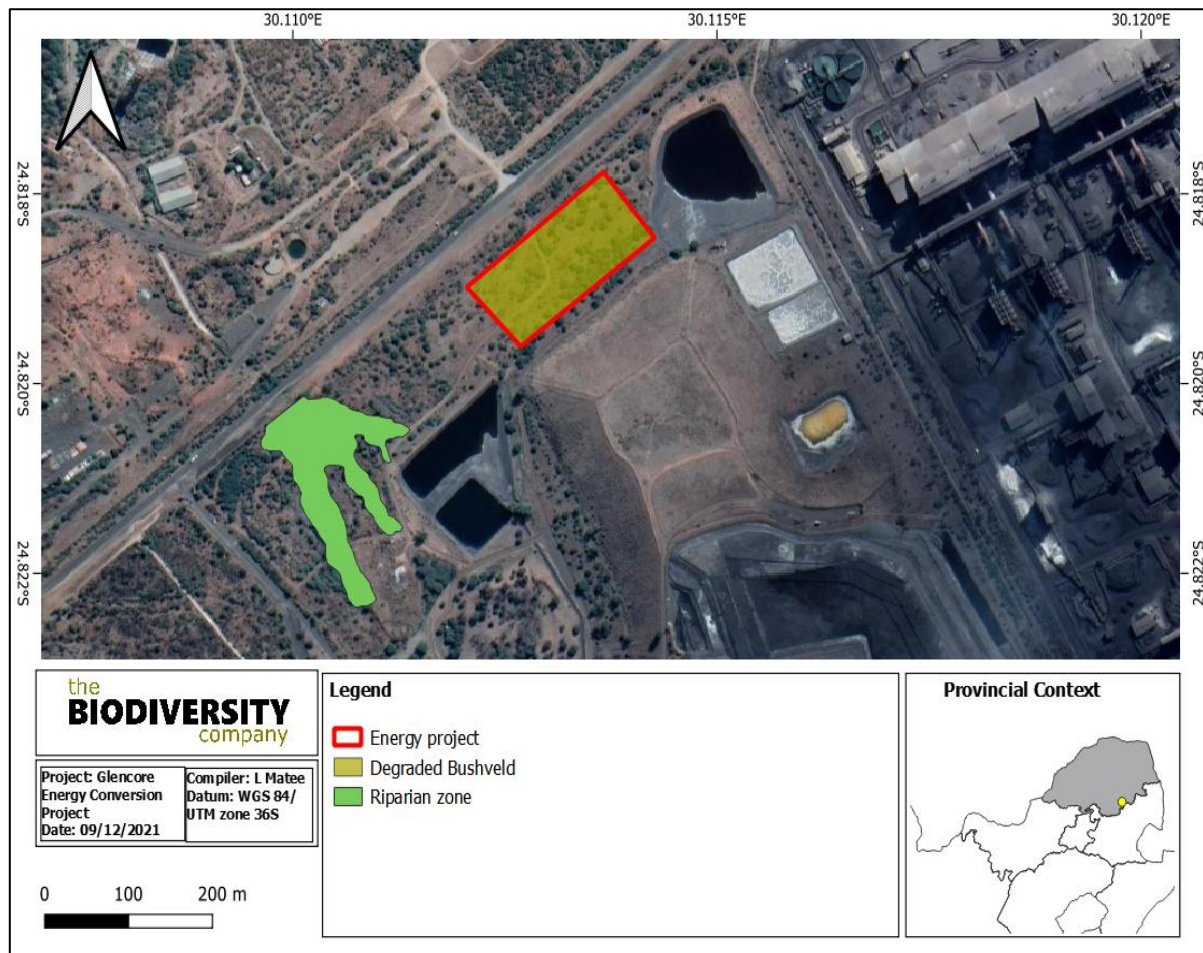 30.110°E 30.115°E 30.120°E
24.818°S 24.818°S
24.820°S 24.820°S
24.822°S 24.822°S
the
BIODIVERSITY
company
Project: Glencore
Energy Conversion
Project
Date: 09/12/2021
Compiler: L Matee
Datum: WGS 84/
UTM zone 36S
0 100 200 m
Legend
Energy project
Degraded Bushveld
Riparian zone
Provincial Context